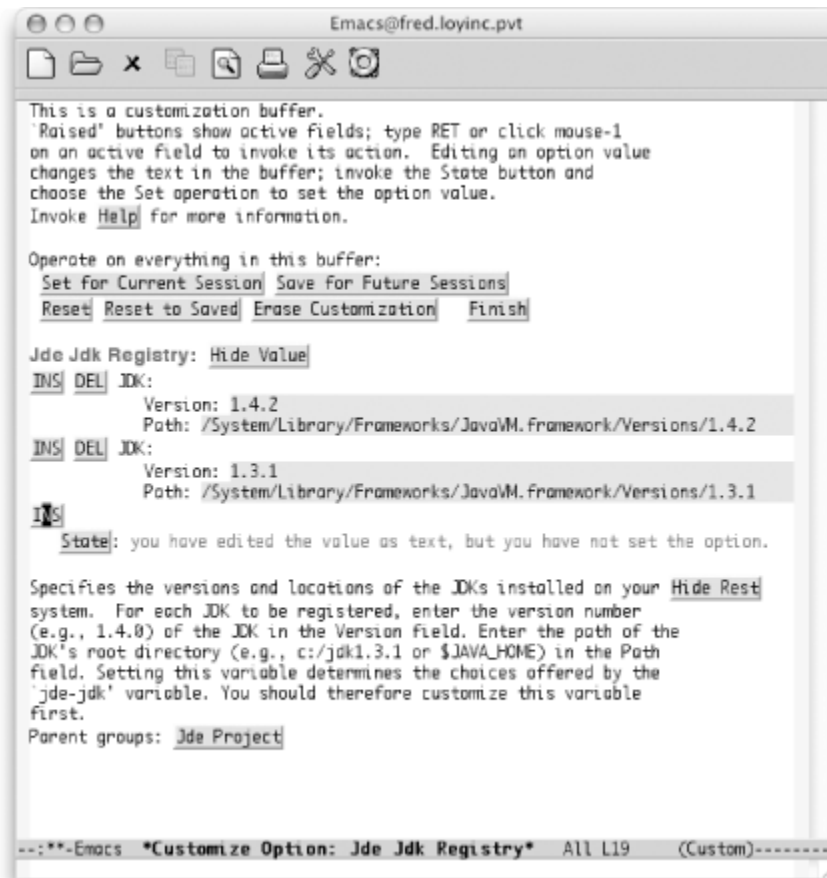 Emacs@fred.loyinc.pvt
This is a customization buffer.
`Raised' buttons show active fields; type RET or click mouse-1
on an active field to invoke its action.  Editing an option value
changes the text in the buffer; invoke the State button and
choose the Set operation to set the option value.
Invoke Help for more information.
Operate on everything in this buffer:
Set for Current Session Save for Future Sessions
Reset Reset to Saved Erase Customization Finish
Jde Jdk Registry: Hide Value
INS DEL JDK:
Version: 1.4.2
Path: /System/Library/Frameworks/JavaVM.framework/Versions/1.4.2
INS DEL JDK:
Version: 1.3.1
Path: /System/Library/Frameworks/JavaVM.framework/Versions/1.3.1
INS
State: you have edited the value as text, but you have not set the option.
Specifies the versions and locations of the JDKs installed on your Hide Rest
system.  For each JDK to be registered, enter the version number
(e.g., 1.4.0) of the JDK in the Version field. Enter the path of the
JDK's root directory (e.g., c:/jdk1.3.1 or $JAVA_HOME) in the Path
field. Setting this variable determines the choices offered by the
`jde-jdk' variable. You should therefore customize this variable
first.
Parent groups: Jde Project
--:**-Emacs *Customize Option: Jde Jdk Registry* All L19 (Custom)--------